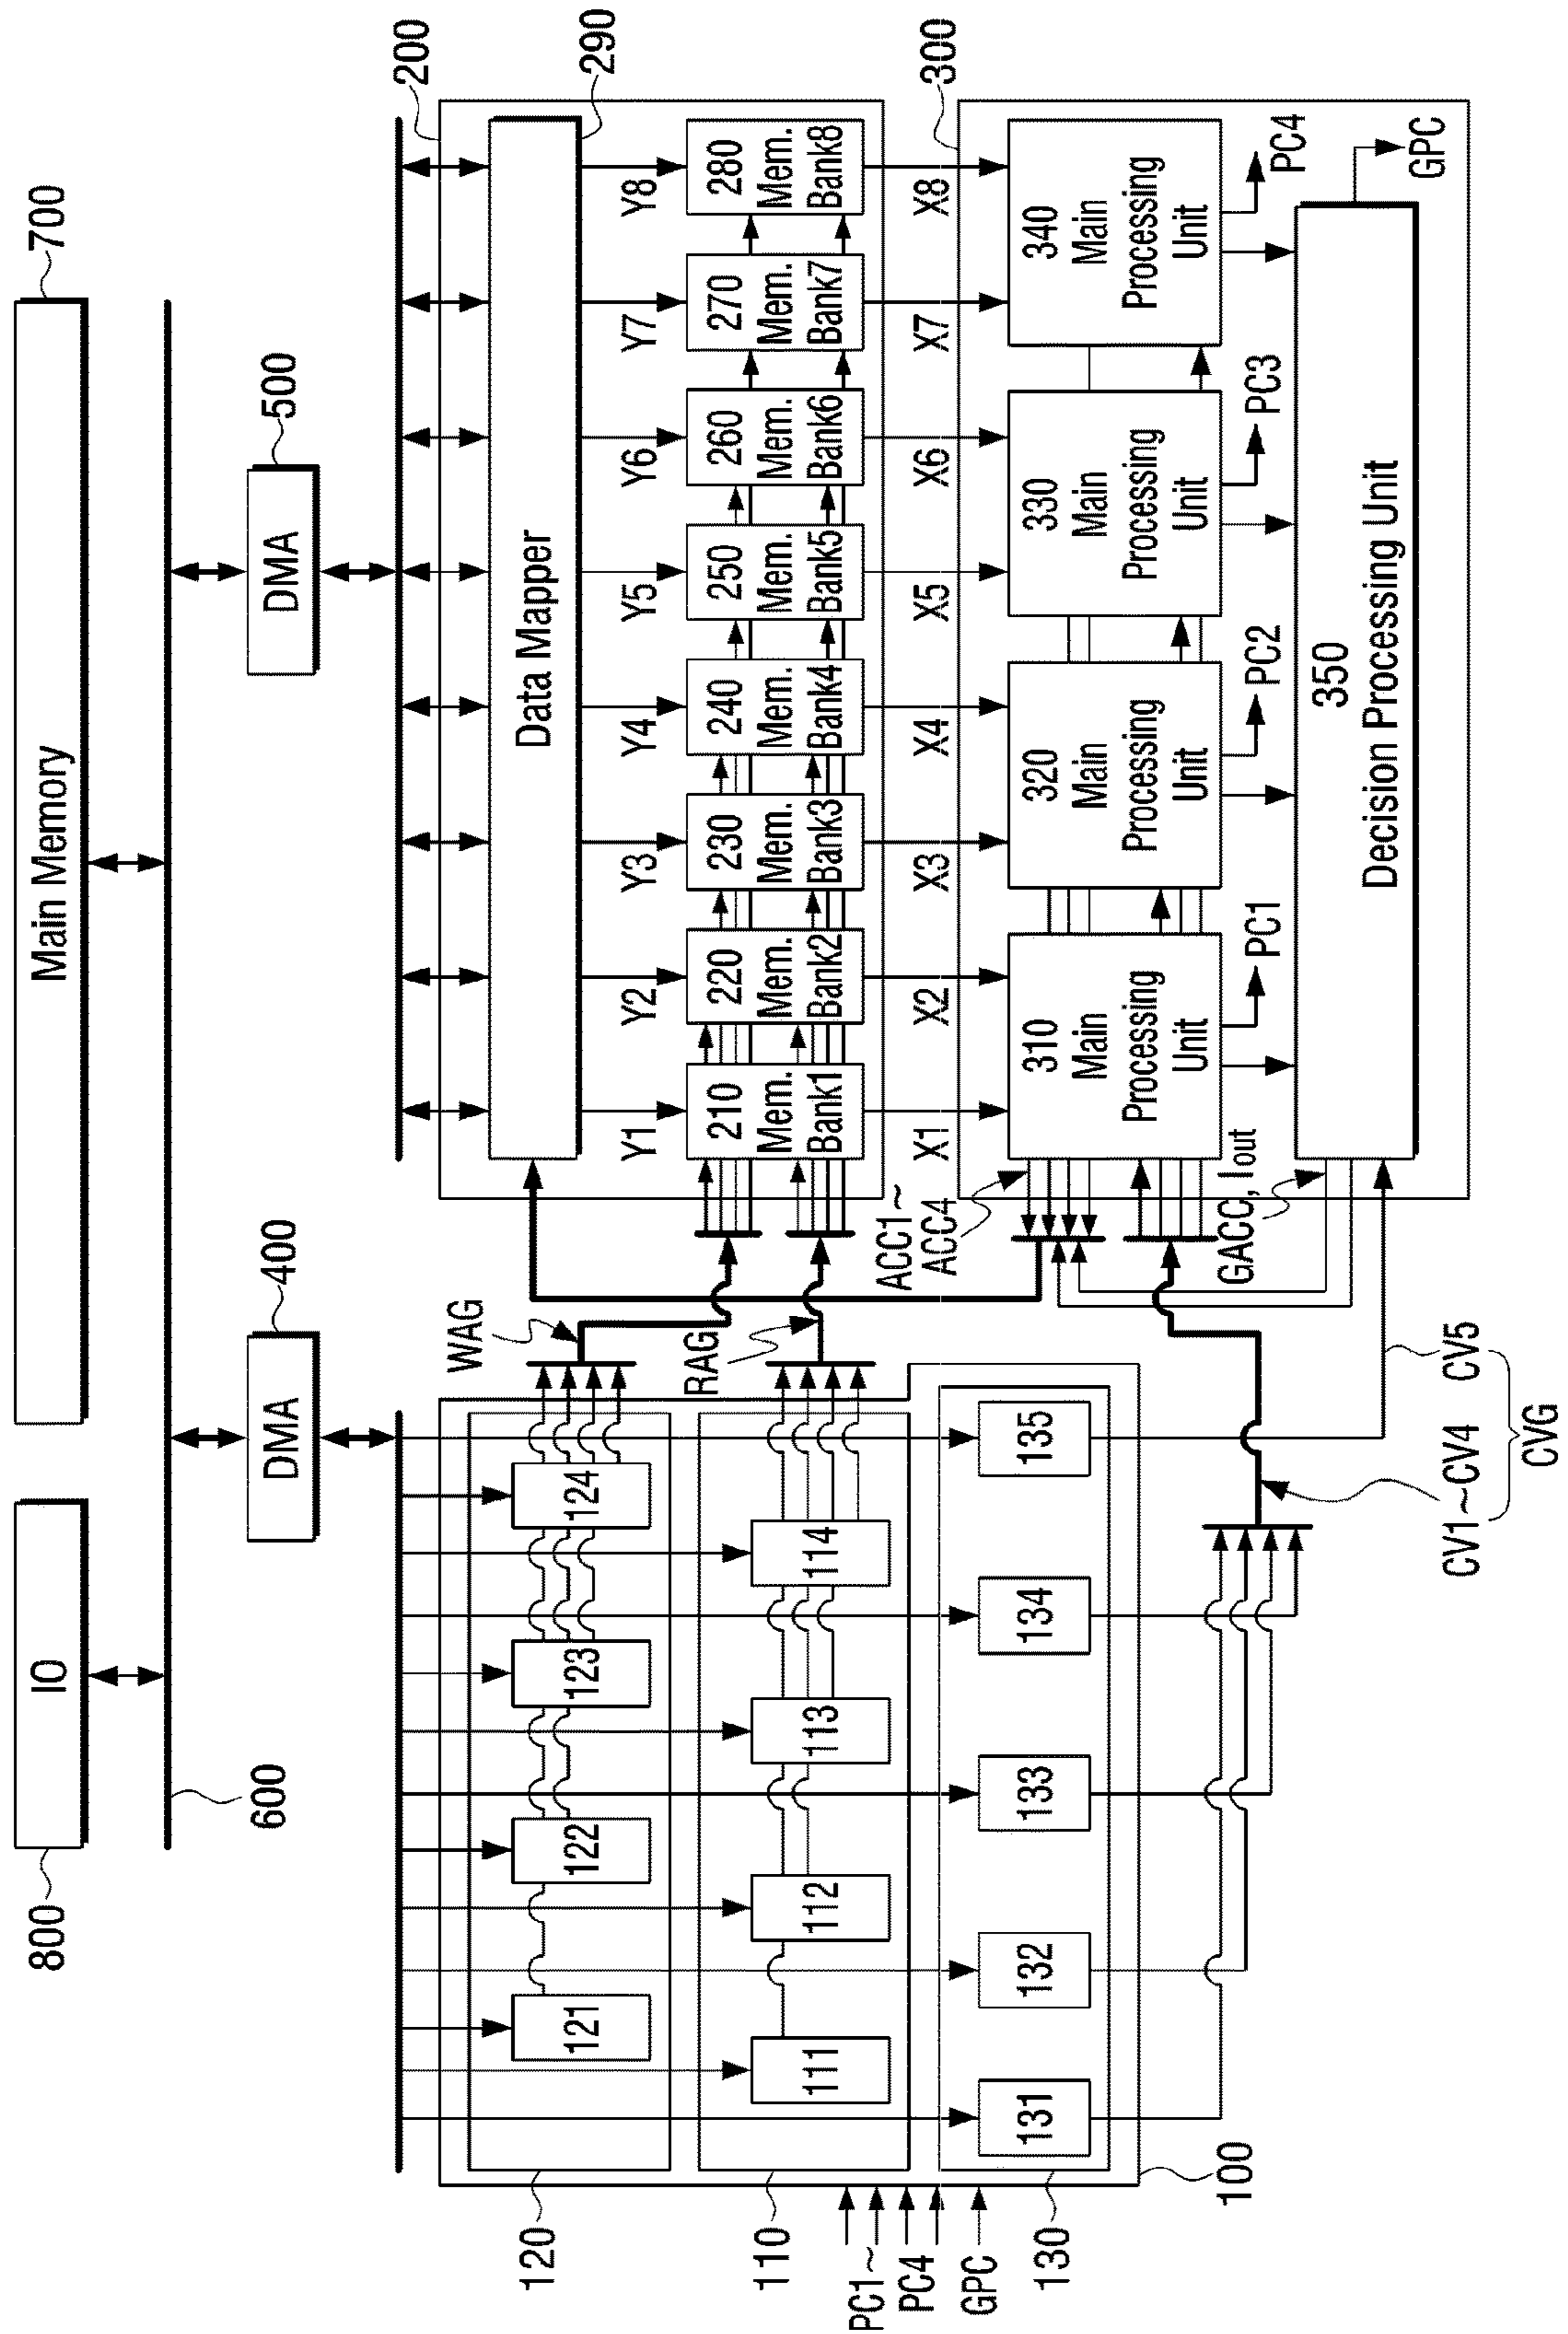 800
IO
Main Memory
700
600
DMA
400
DMA
500
200
Data Mapper
290
Y1
Y2
Y3
Y4
Y5
Y6
Y7
Y8
210
Mem.
Bank1
220
Mem.
Bank2
230
Mem.
Bank3
240
Mem.
Bank4
250
Mem.
Bank5
260
Mem.
Bank6
270
Mem.
Bank7
280
Mem.
Bank8
X1
X2
X3
X4
X5
X6
X7
X8
300
310
Main
Processing
Unit
320
Main
Processing
Unit
330
Main
Processing
Unit
340
Main
Processing
Unit
PC1
PC2
PC3
PC4
350
Decision Processing Unit
GPC
WAG
RAG
ACC1~
ACC4
GACC, Iout
120
121
122
123
124
110
111
112
113
114
130
131
132
133
134
135
100
PC1~
PC4
GPC
CV1~CV4
CV5
CVG